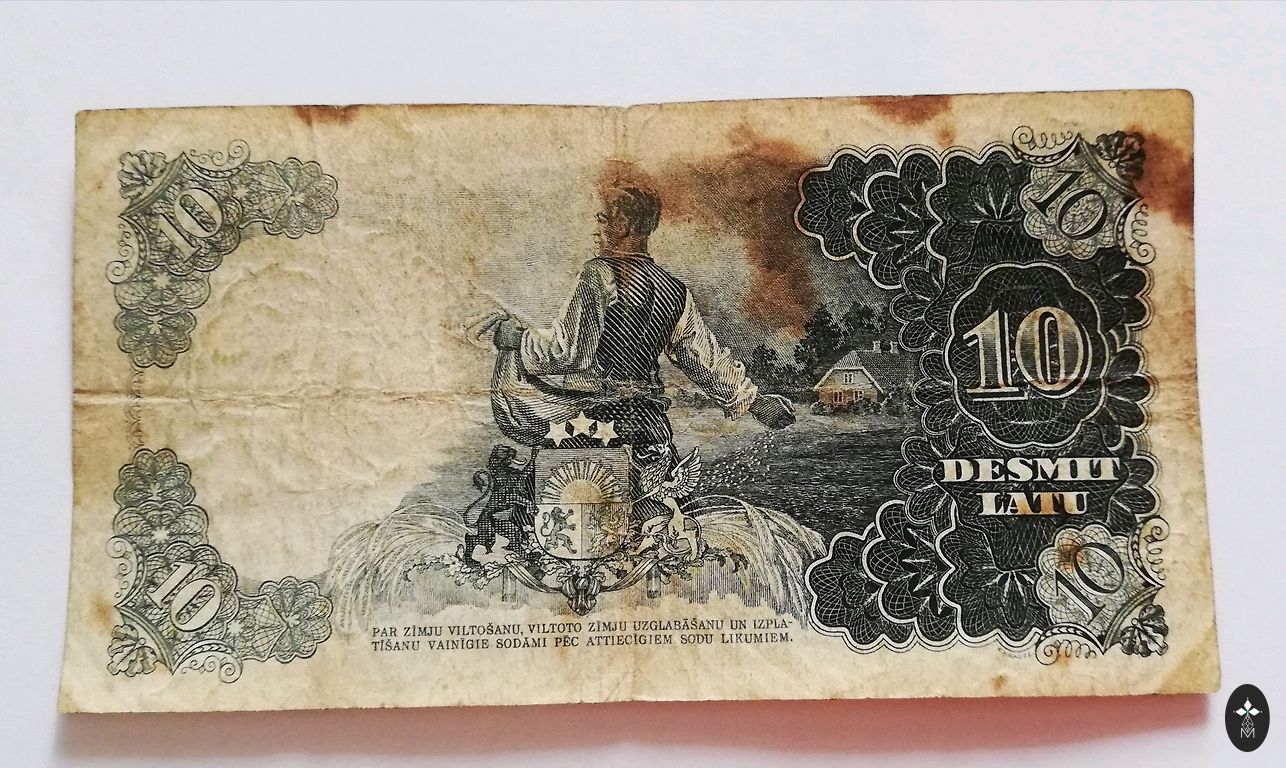 10
10
10
DESMIT
LATU
10
10
PAR ZĪMJU VILTOŠANU, VILTOTO ZĪMJU UZGLABĀŠANU UN IZPLA-
TĪŠANU VAINĪGIE SODĀMI PĒC ATTIECĪGIEM SODU LIKUMIEM.
M